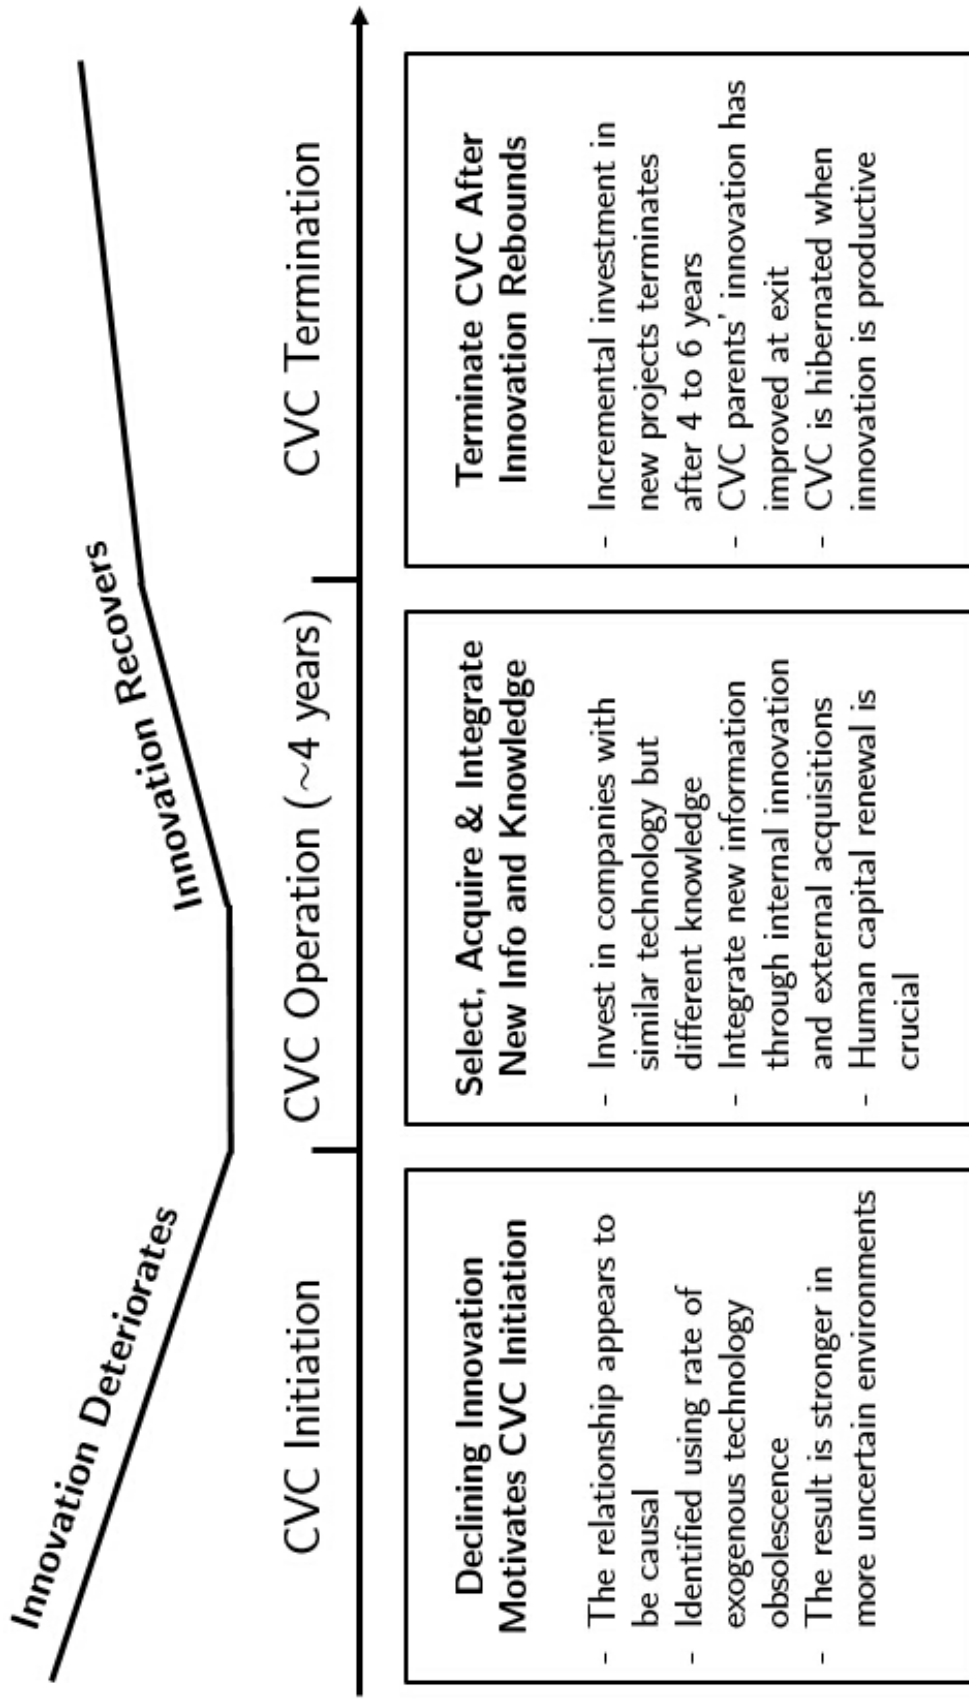 Innovation Deteriorates
Innovation Recovers
CVC Initiation
CVC Operation (~4 years)
CVC Termination
Declining Innovation
Motivates CVC Initiation
- The relationship appears to
be causal
- Identified using rate of
exogenous technology
obsolescence
- The result is stronger in
more uncertain environments
Select, Acquire & Integrate
New Info and Knowledge
- Invest in companies with
similar technology but
different knowledge
- Integrate new information
through internal innovation
and external acquisitions
- Human capital renewal is
crucial
Terminate CVC After
Innovation Rebounds
- Incremental investment in
new projects terminates
after 4 to 6 years
- CVC parents' innovation has
improved at exit
- CVC is hibernated when
innovation is productive